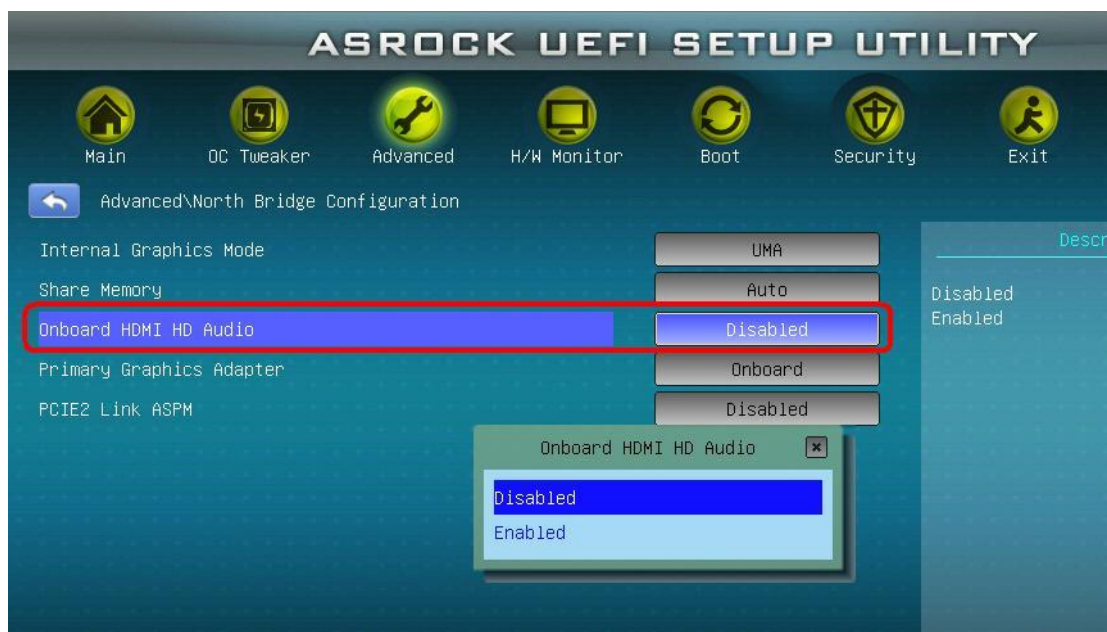 ASROCK UEFI SETUP UTILITY
Main OC Tweaker Advanced H/W Monitor Boot Security Exit
Advanced\North Bridge Configuration
Descr
Internal Graphics Mode UMA
Share Memory Auto
Disabled
Enabled
Onboard HDMI HD Audio Disabled
Primary Graphics Adapter Onboard
PCIE2 Link ASPM Disabled
Onboard HDMI HD Audio
Disabled
Enabled